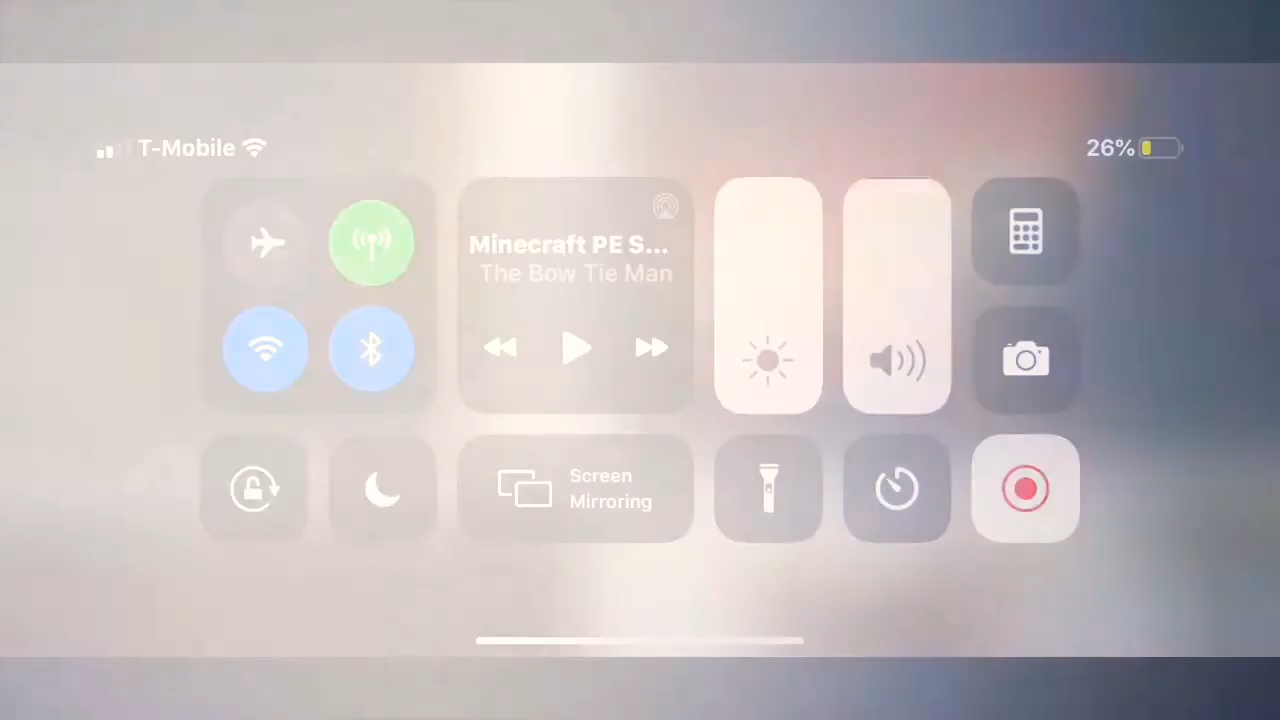 T-Mobile
26%
Minecraft PE S...
The Bow Tie Man
Screen
Mirroring